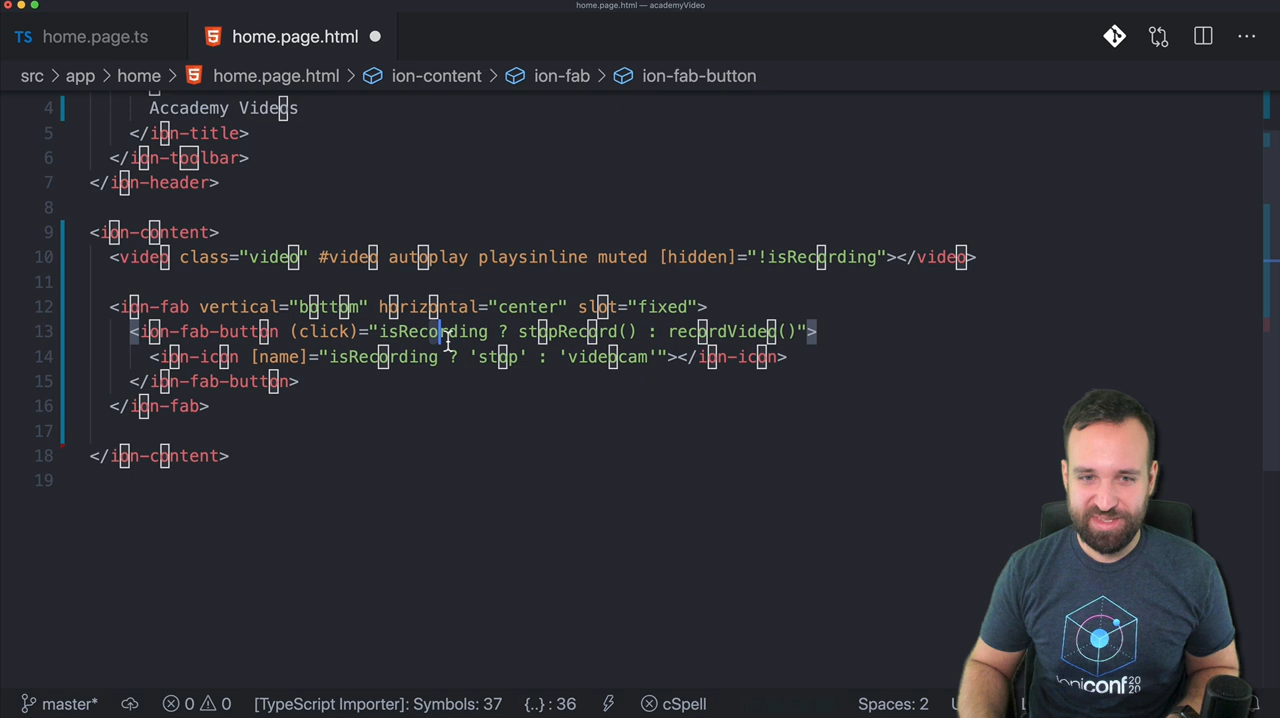 home.page.html — academyVideo
TS home.page.ts
home.page.html
src > app > home > home.page.html > ion-content > ion-fab > ion-fab-button
4 Accademy Videos
5 </ion-title>
6 </ion-toolbar>
7 </ion-header>
8
9 <ion-content>
10 <video class="video" #video autoplay playsinline muted [hidden]="!isRecording"></video>
11
12 <ion-fab vertical="bottom" horizontal="center" slot="fixed">
13 <ion-fab-button (click)="isRecording ? stopRecord() : recordVideo()">
14 <ion-icon [name]="isRecording ? 'stop' : 'videocam'"></ion-icon>
15 </ion-fab-button>
16 </ion-fab>
17
18 </ion-content>
19
ioniconf 2020
master* 0 0 [TypeScript Importer]: Symbols: 37 {..} : 36 cSpell Spaces: 2